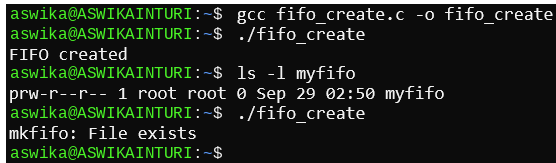 aswika@ASWIKAINTURI:~$ gcc fifo_create.c -o fifo_create
aswika@ASWIKAINTURI:~$ ./fifo_create
FIFO created
aswika@ASWIKAINTURI:~$ ls -l myfifo
prw-r--r-- 1 root root 0 Sep 29 02:50 myfifo
aswika@ASWIKAINTURI:~$ ./fifo_create
mkfifo: File exists
aswika@ASWIKAINTURI:~$